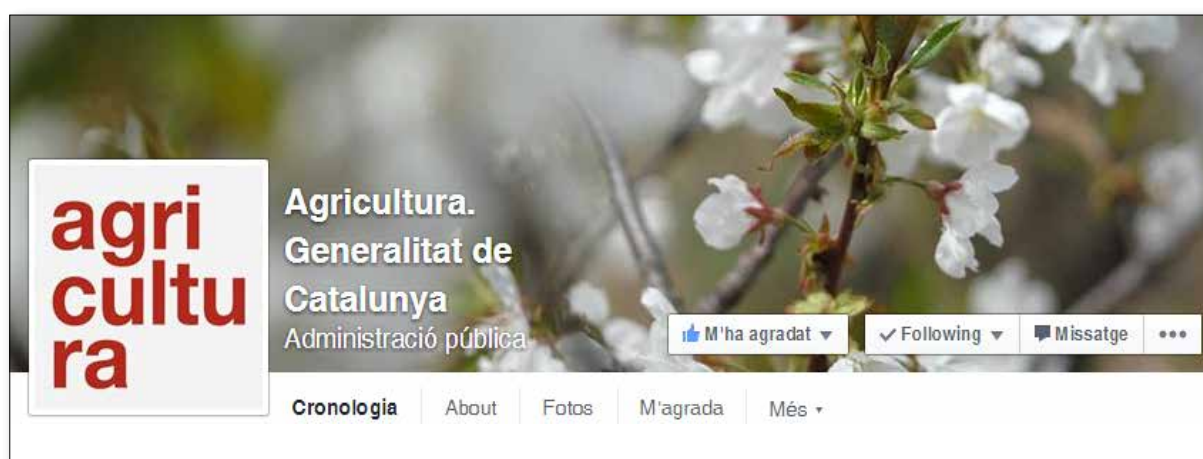 agri
cultu
ra
Agricultura.
Generalitat de
Catalunya
Administració pública
M'ha agradat
Following
Missatge
Cronologia
About
Fotos
M'agrada
Més